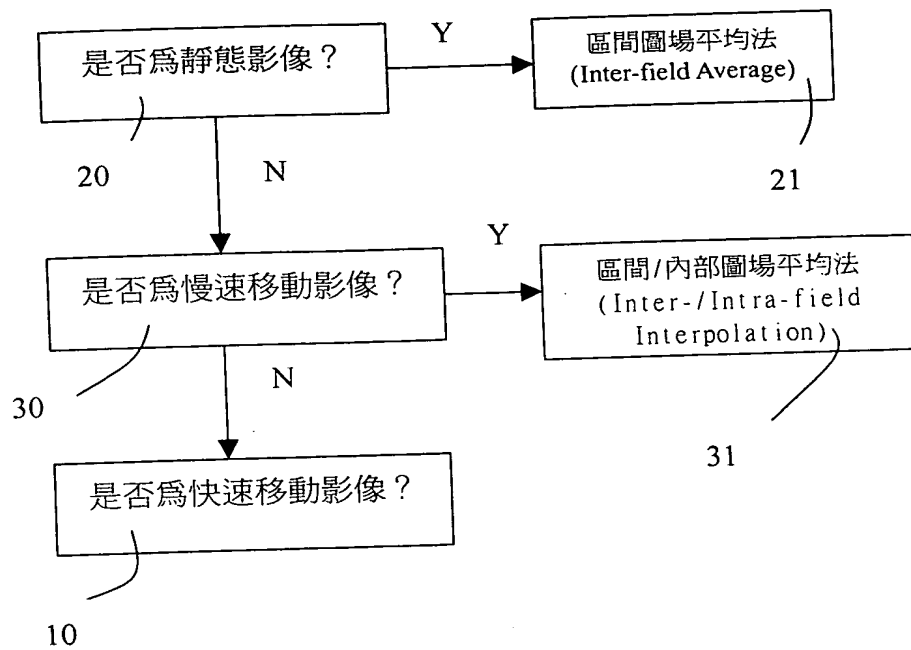 是否爲靜態影像？
Y
區間圖場平均法
(Inter-field Average)
20
N
21
是否爲慢速移動影像？
Y
區間/內部圖場平均法
(Inter-/Intra-field
Interpolation)
30
N
31
是否爲快速移動影像？
10